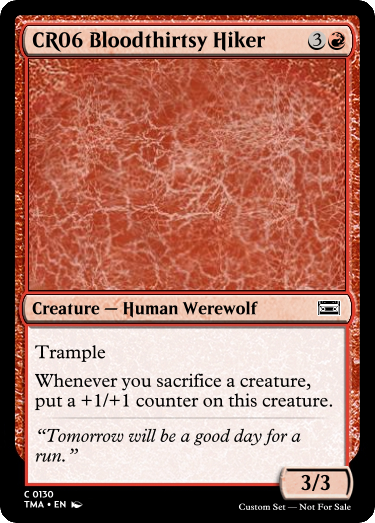 CR06 Bloodthirtsy Hiker 3
Creature — Human Werewolf
Trample
Whenever you sacrifice a creature,
put a +1/+1 counter on this creature.
“Tomorrow will be a good day for a
run.”
3/3
C 0130
TMA • EN
Custom Set — Not For Sale